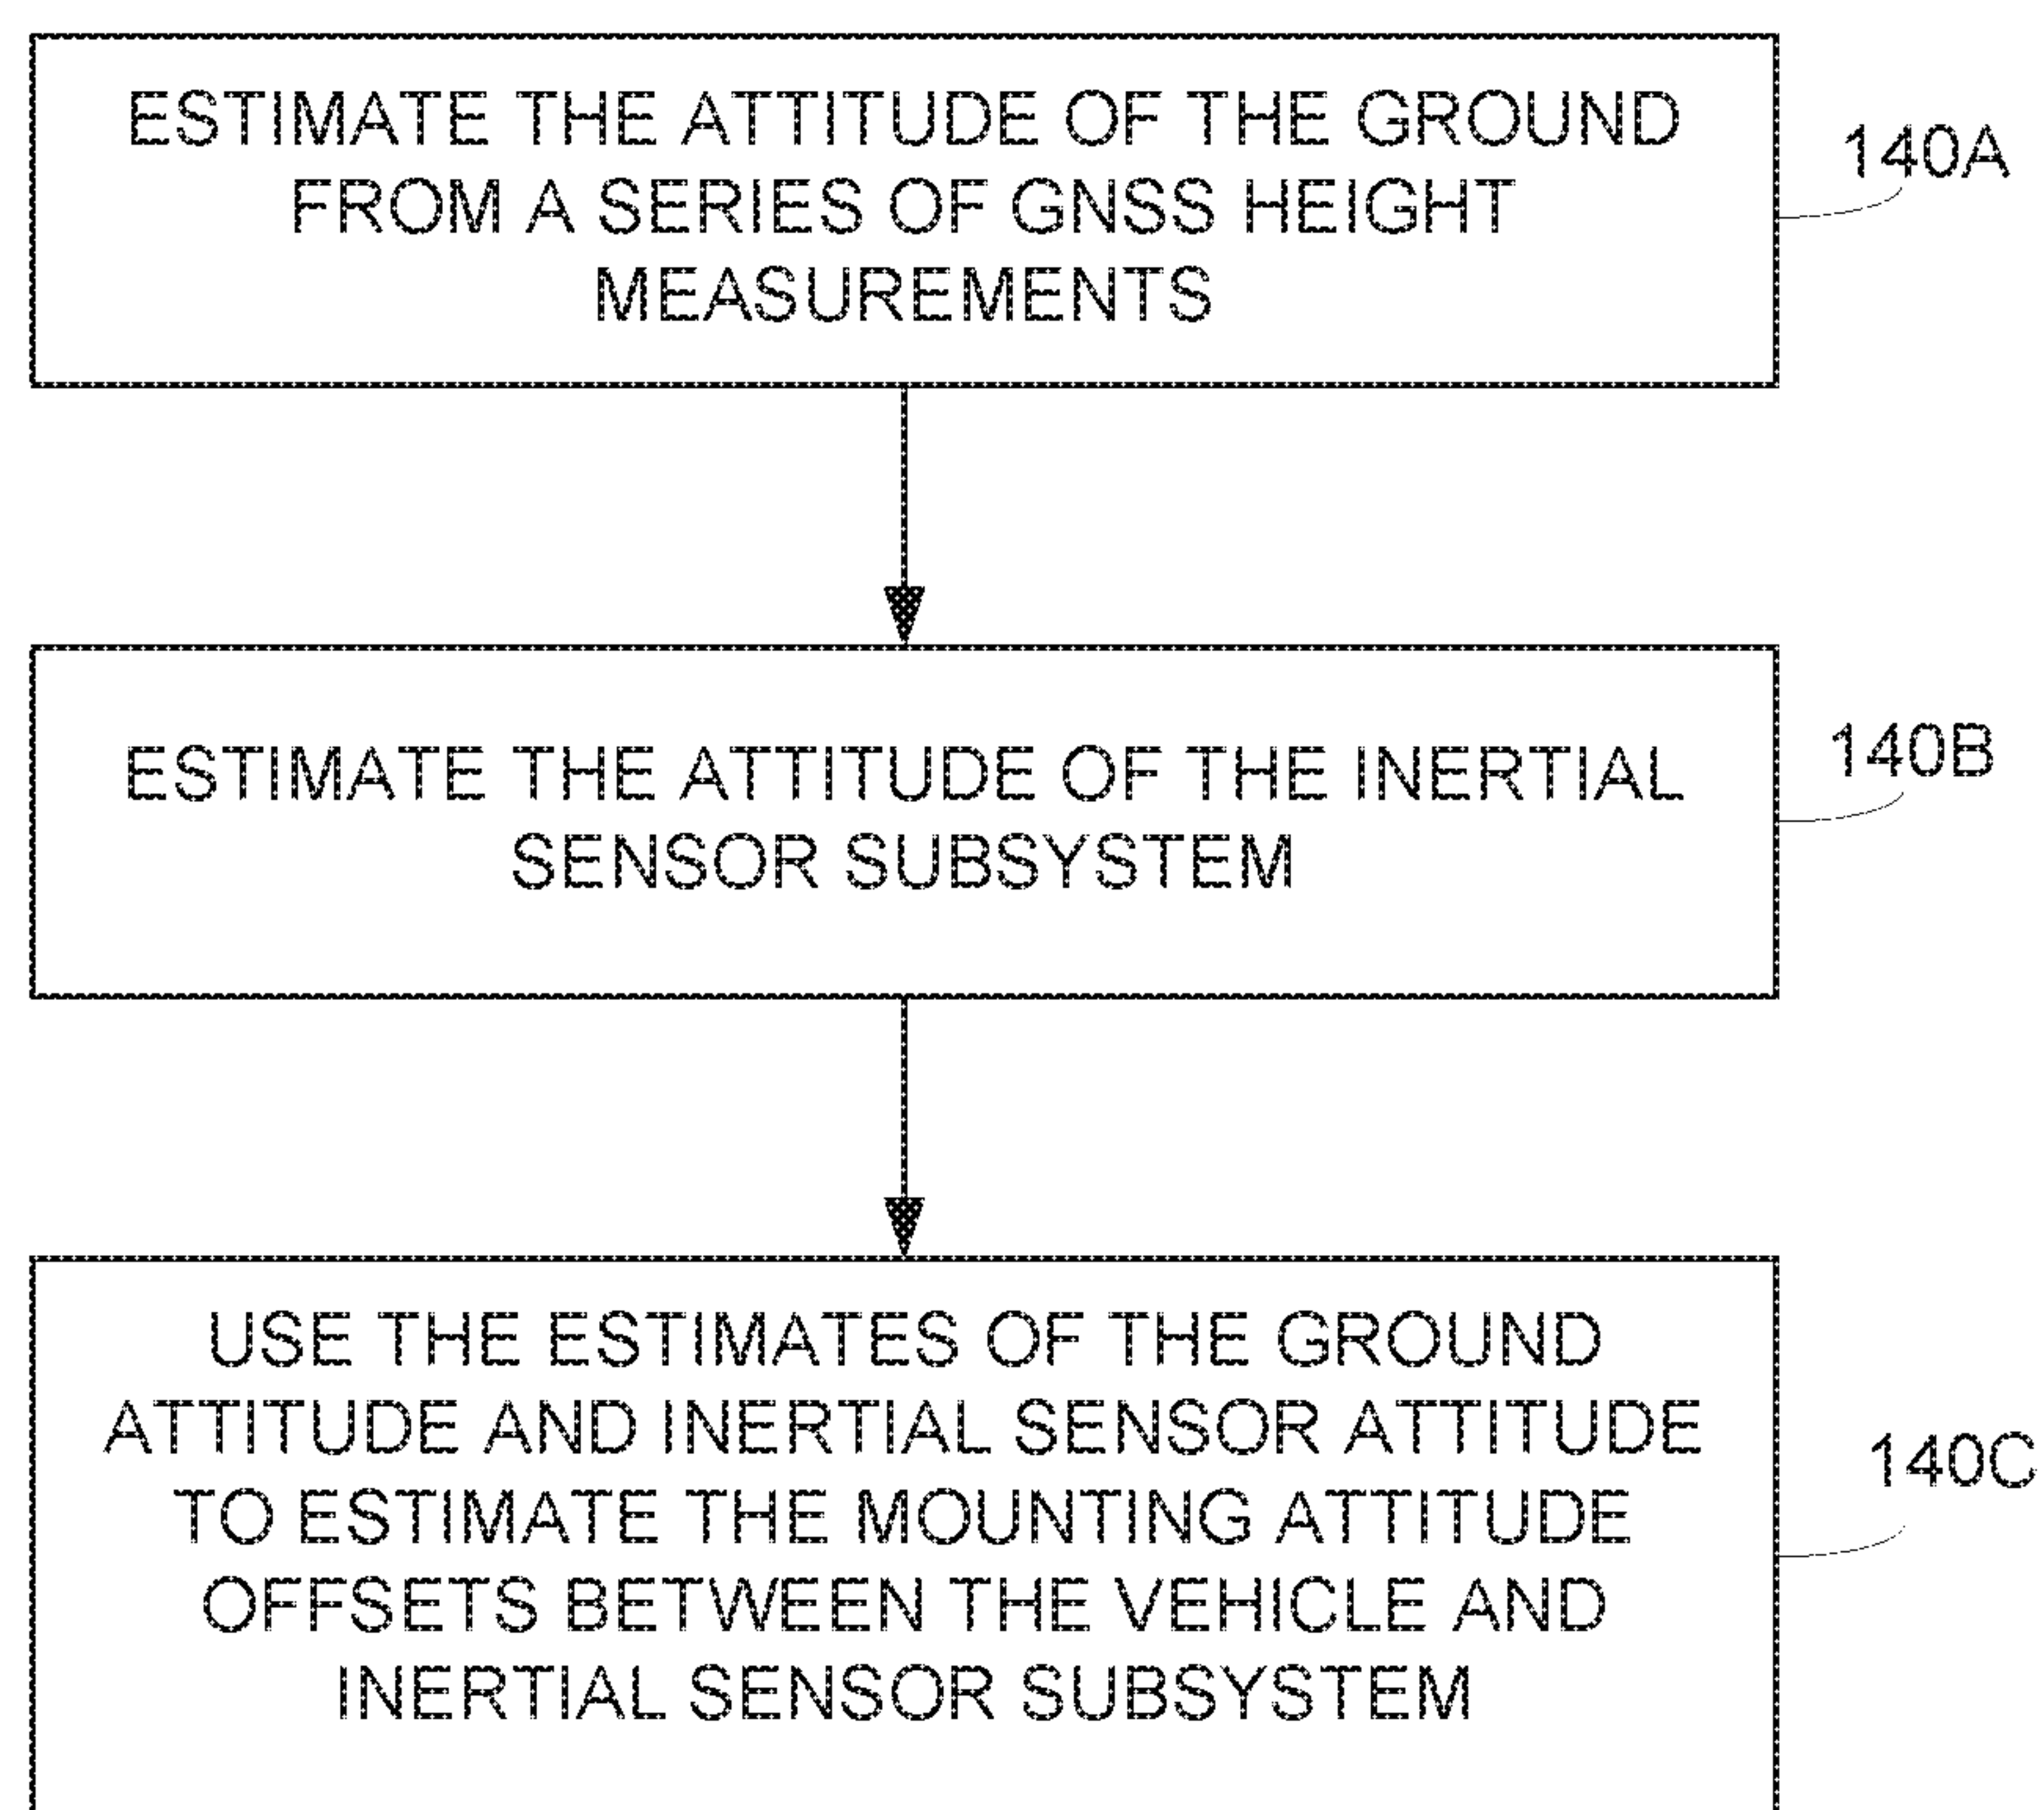 ESTIMATE THE ATTITUDE OF THE GROUND
FROM A SERIES OF GNSS HEIGHT
MEASUREMENTS
140A
ESTIMATE THE ATTITUDE OF THE INERTIAL
SENSOR SUBSYSTEM
140B
USE THE ESTIMATES OF THE GROUND
ATTITUDE AND INERTIAL SENSOR ATTITUDE
TO ESTIMATE THE MOUNTING ATTITUDE
OFFSETS BETWEEN THE VEHICLE AND
INERTIAL SENSOR SUBSYSTEM
140C